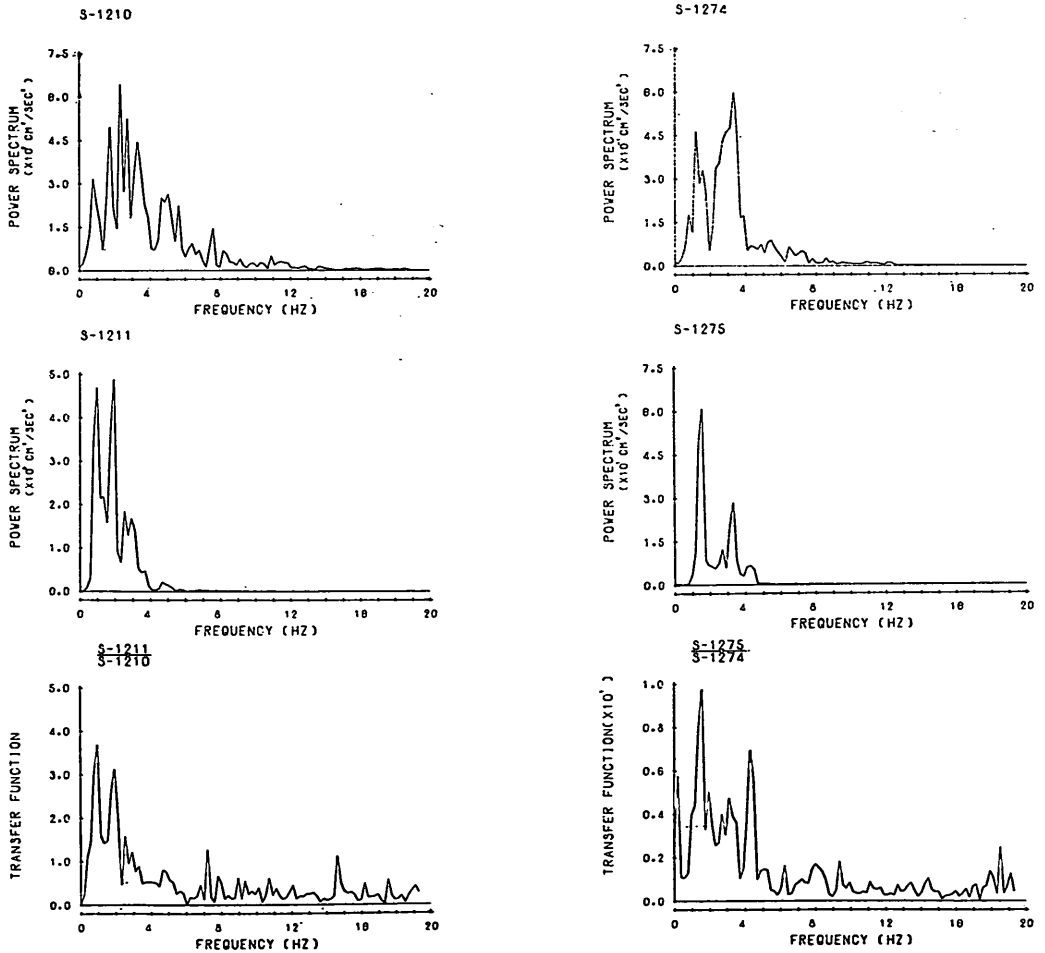 S-1210
7.5
6.0
4.5
3.0
1.5
0.0
POWER SPECTRUM
0 4 8 12 16 20
FREQUENCY (HZ)
S-1274
7.5
6.0
4.5
3.0
1.5
0.0
POWER SPECTRUM
0 4 8 12 16 20
FREQUENCY (HZ)
S-1211
5.0
4.0
3.0
2.0
1.0
0.0
POWER SPECTRUM
0 4 8 12 16 20
FREQUENCY (HZ)
S-1275
7.5
6.0
4.5
3.0
1.5
0.0
POWER SPECTRUM
0 4 8 12 16 20
FREQUENCY (HZ)
S-1211
S-1210
5.0
4.0
3.0
2.0
1.0
0.0
TRANSFER FUNCTION
0 4 8 12 16 20
FREQUENCY (HZ)
S-1275
S-1274
1.0
0.8
0.6
0.4
0.2
0.0
TRANSFER FUNCTION(X10¹)
0 4 8 12 16 20
FREQUENCY (HZ)